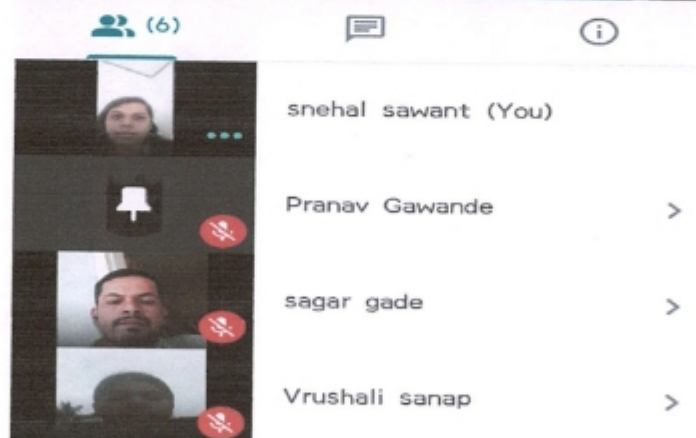 (6)
snehal sawant (You)
Pranav Gawande
sagar gade
Vrushali sanap